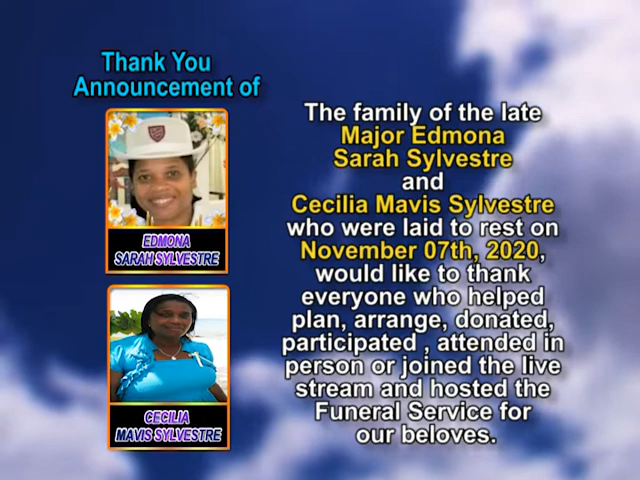 Thank You
Announcement of
EDMONA
SARAH SYLVESTRE
CECILIA
MAVIS SYLVESTRE
The family of the late
Major Edmona
Sarah Sylvestre
and
Cecilia Mavis Sylvestre
who were laid to rest on
November 07th, 2020,
would like to thank
everyone who helped
plan, arrange, donated,
participated , attended in
person or joined the live
stream and hosted the
Funeral Service for
our beloves.